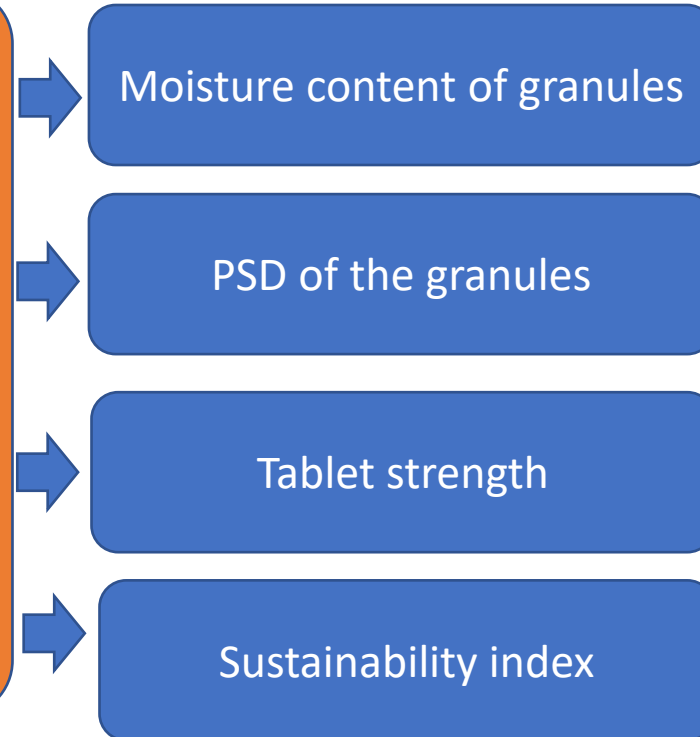 Moisture content of granules
PSD of the granules
Tablet strength
Sustainability index